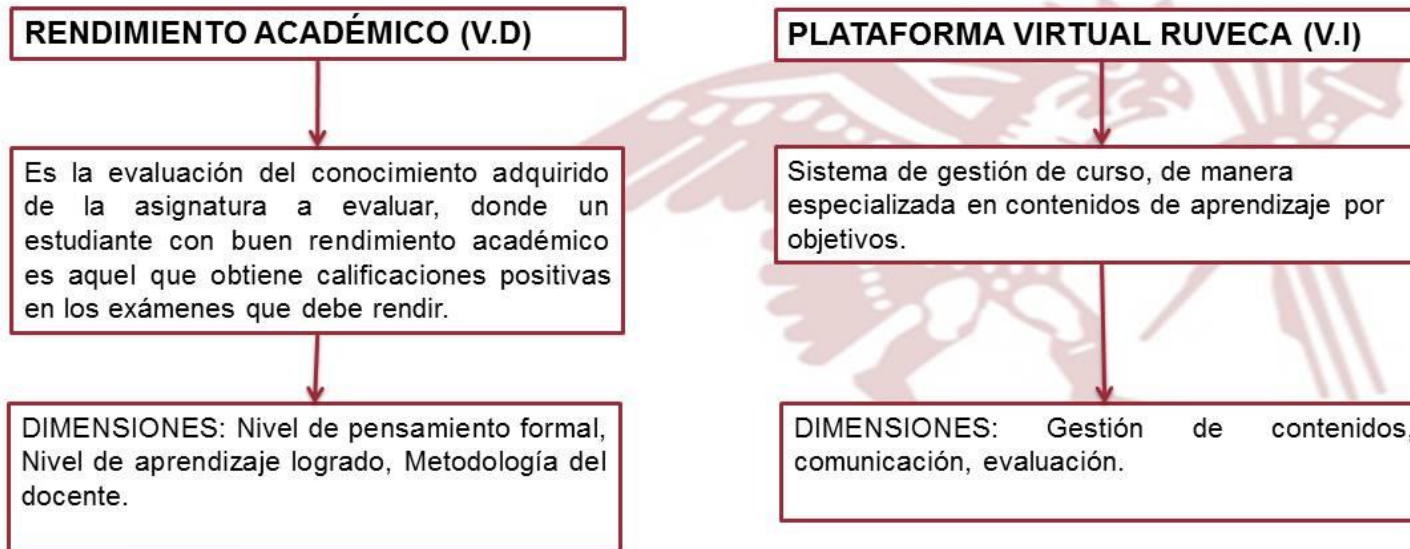 RENDIMIENTO ACADÉMICO (V.D)
Es la evaluación del conocimiento adquirido
de la asignatura a evaluar, donde un
estudiante con buen rendimiento académico
es aquel que obtiene calificaciones positivas
en los exámenes que debe rendir.
DIMENSIONES: Nivel de pensamiento formal,
Nivel de aprendizaje logrado, Metodología del
docente.
PLATAFORMA VIRTUAL RUVECA (V.I)
Sistema de gestión de curso, de manera
especializada en contenidos de aprendizaje por
objetivos.
DIMENSIONES: Gestión de contenidos,
comunicación, evaluación.